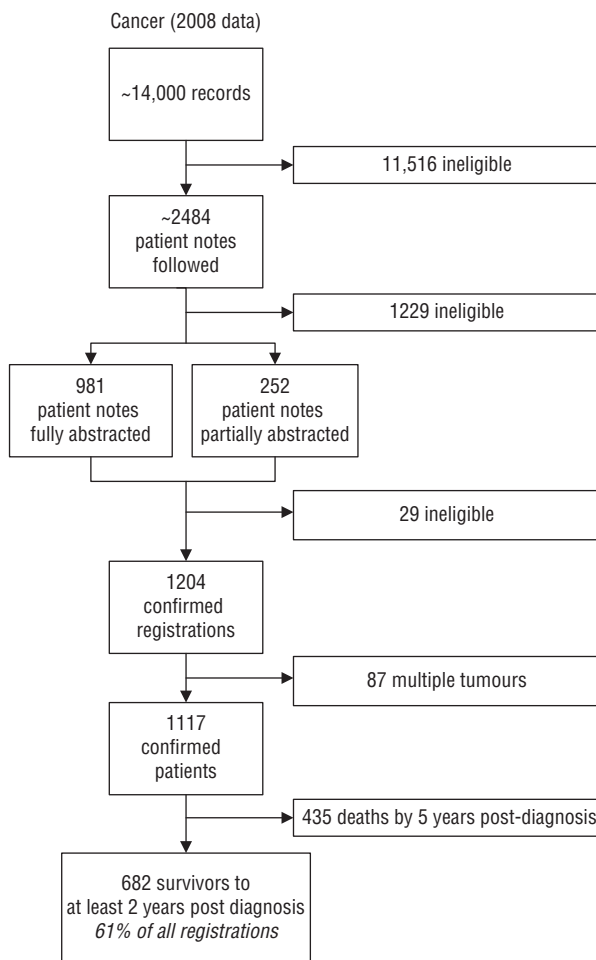 Cancer (2008 data)
~14,000 records
11,516 ineligible
~2484
patient notes
followed
1229 ineligible
981
patient notes
fully abstracted
252
patient notes
partially abstracted
29 ineligible
1204
confirmed
registrations
87 multiple tumours
1117
confirmed
patients
435 deaths by 5 years post-diagnosis
682 survivors to
at least 2 years post diagnosis
61% of all registrations